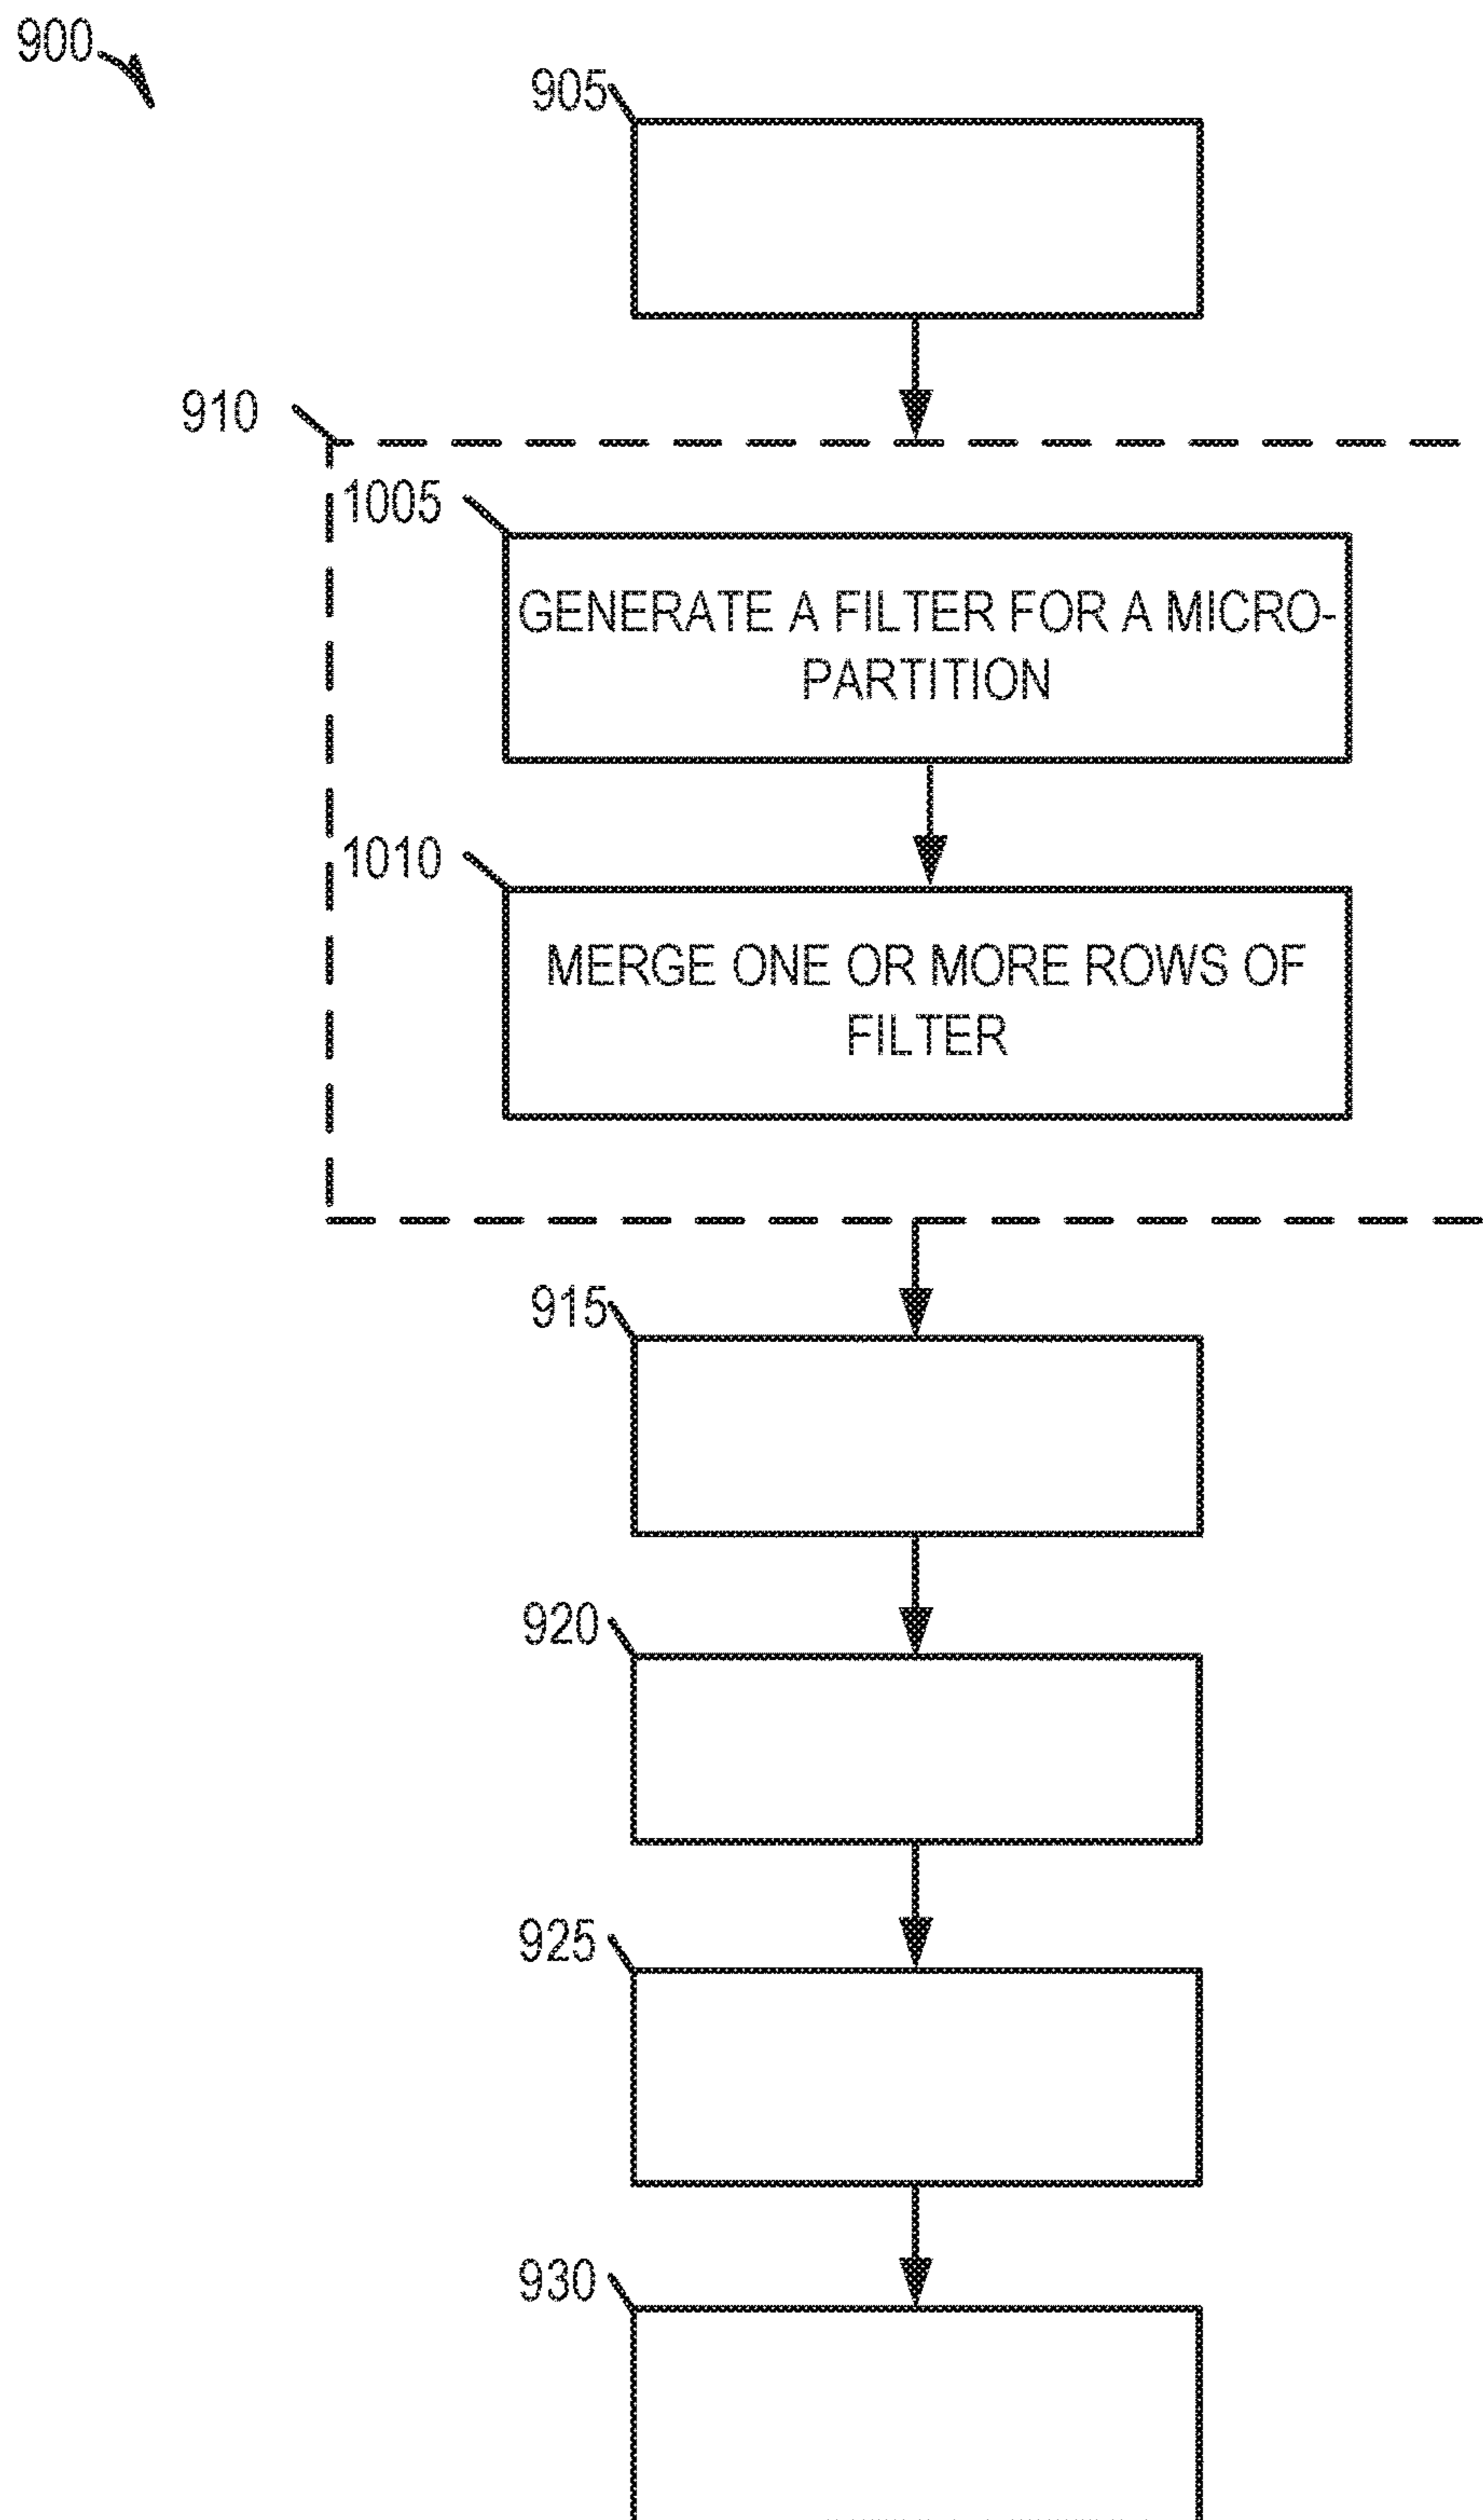 900
905
910
1005
GENERATE A FILTER FOR A MICRO-
PARTITION
1010
MERGE ONE OR MORE ROWS OF
FILTER
915
920
925
930